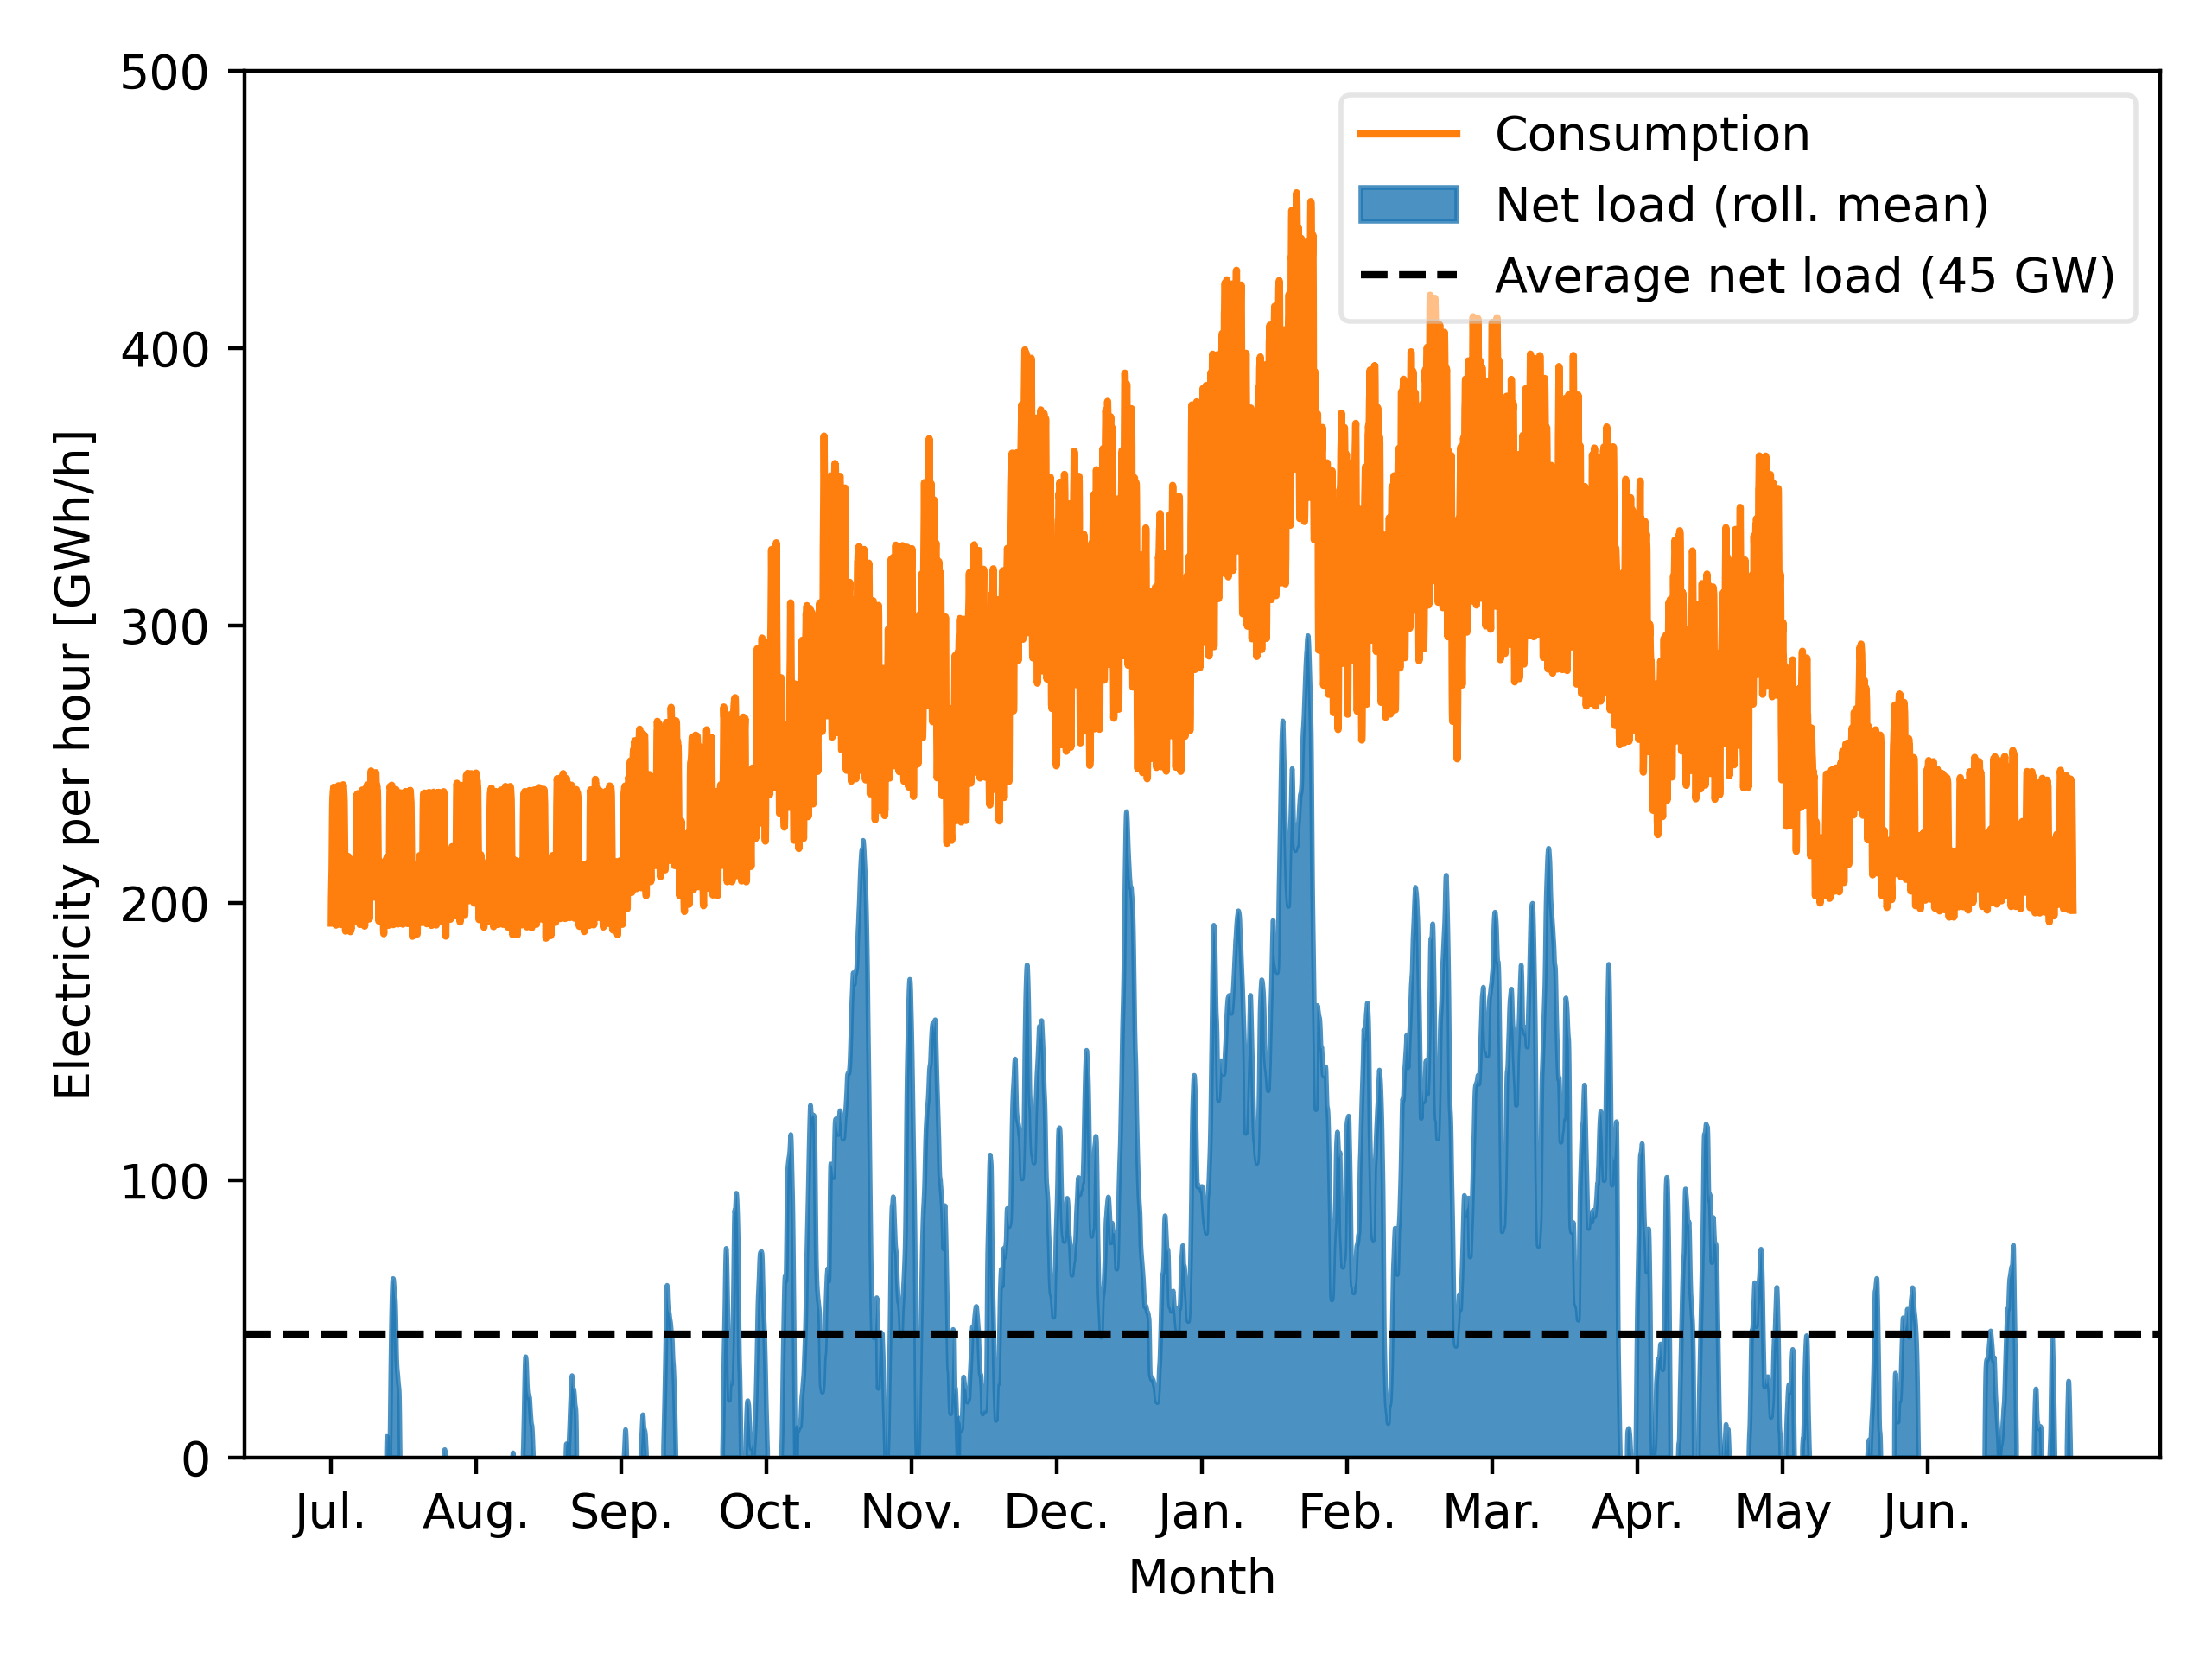 500
400
300
200
100
0
Electricity per hour [GWh/h]
Consumption
Net load (roll. mean)
Average net load (45 GW)
Jul. Aug. Sep. Oct. Nov. Dec. Jan. Feb. Mar. Apr. May Jun.
Month